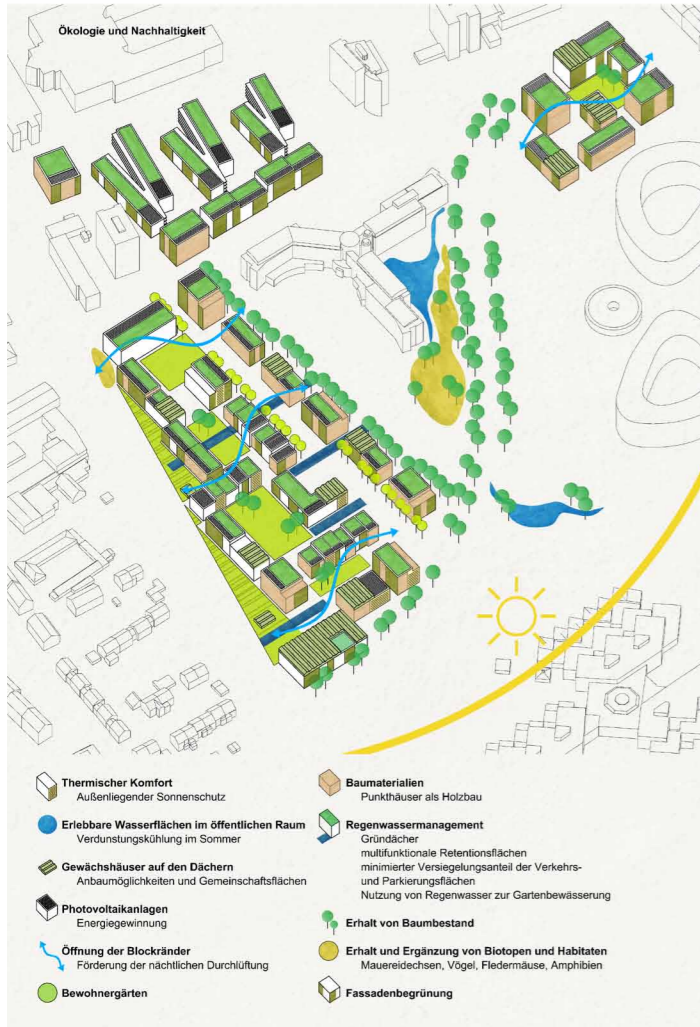 Ökologie und Nachhaltigkeit
Thermischer Komfort
Außenliegender Sonnenschutz
Erlebbare Wasserflächen im öffentlichen Raum
Verdunstungskühlung im Sommer
Gewächshäuser auf den Dächern
Anbaumöglichkeiten und Gemeinschaftsflächen
Photovoltaikanlagen
Energiegewinnung
Öffnung der Blockränder
Förderung der nächtlichen Durchlüftung
Bewohnergärten
Baumaterialien
Punkthäuser als Holzbau
Regenwassermanagement
Gründächer
multifunktionale Retentionsflächen
minimierter Versiegelungsanteil der Verkehrs-
und Parkierungsflächen
Nutzung von Regenwasser zur Gartenbewässerung
Erhalt von Baumbestand
Erhalt und Ergänzung von Biotopen und Habitaten
Mauereidechsen, Vögel, Fledermäuse, Amphibien
Fassadenbegrünung